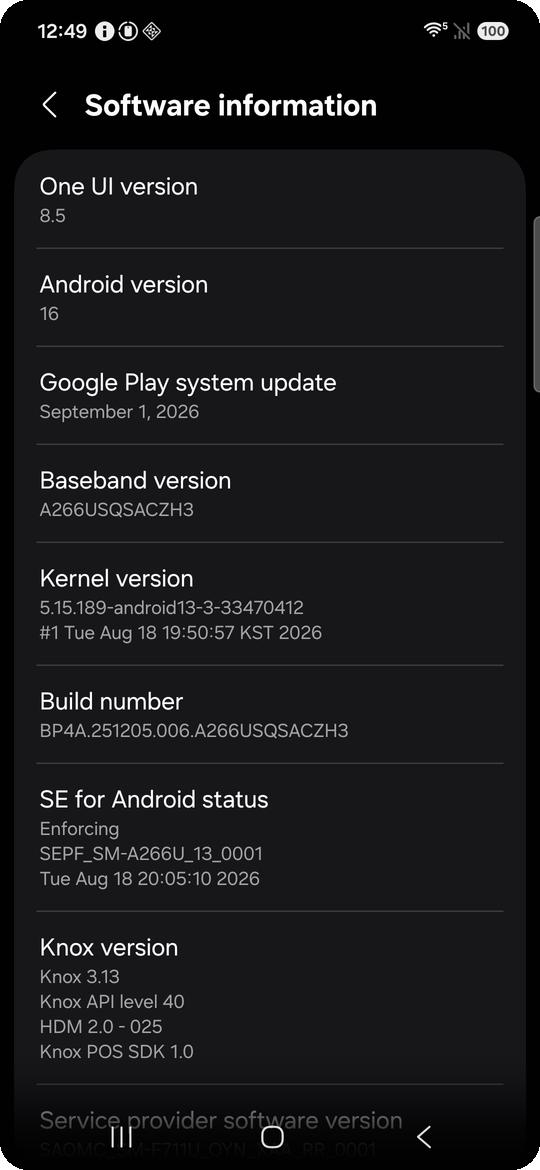 12:49
5
100
Software information
One UI version
8.5
Android version
16
Google Play system update
September 1, 2026
Baseband version
A266USQSACZH3
Kernel version
5.15.189-android13-3-33470412
#1 Tue Aug 18 19:50:57 KST 2026
Build number
BP4A.251205.006.A266USQSACZH3
SE for Android status
Enforcing
SEPF_SM-A266U_13_0001
Tue Aug 18 20:05:10 2026
Knox version
Knox 3.13
Knox API level 40
HDM 2.0 - 025
Knox POS SDK 1.0
Service provider software version